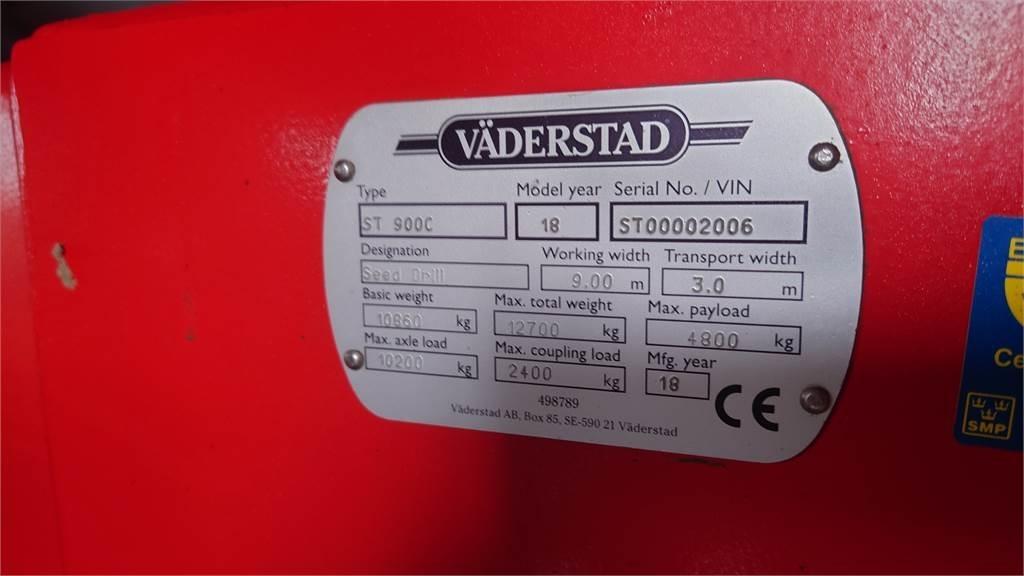 VÄDERSTAD
Type Model year Serial No. / VIN
ST 900C 18 ST00002006
Designation Working width Transport width
Seed Drill 9.00 m 3.0 m
Basic weight Max. total weight Max. payload
10860 kg 12700 kg 4800 kg
Max. axle load Max. coupling load Mfg. year
10200 kg 2400 kg 18
CE
498789
Väderstad AB, Box 85, SE-590 21 Väderstad
SMP